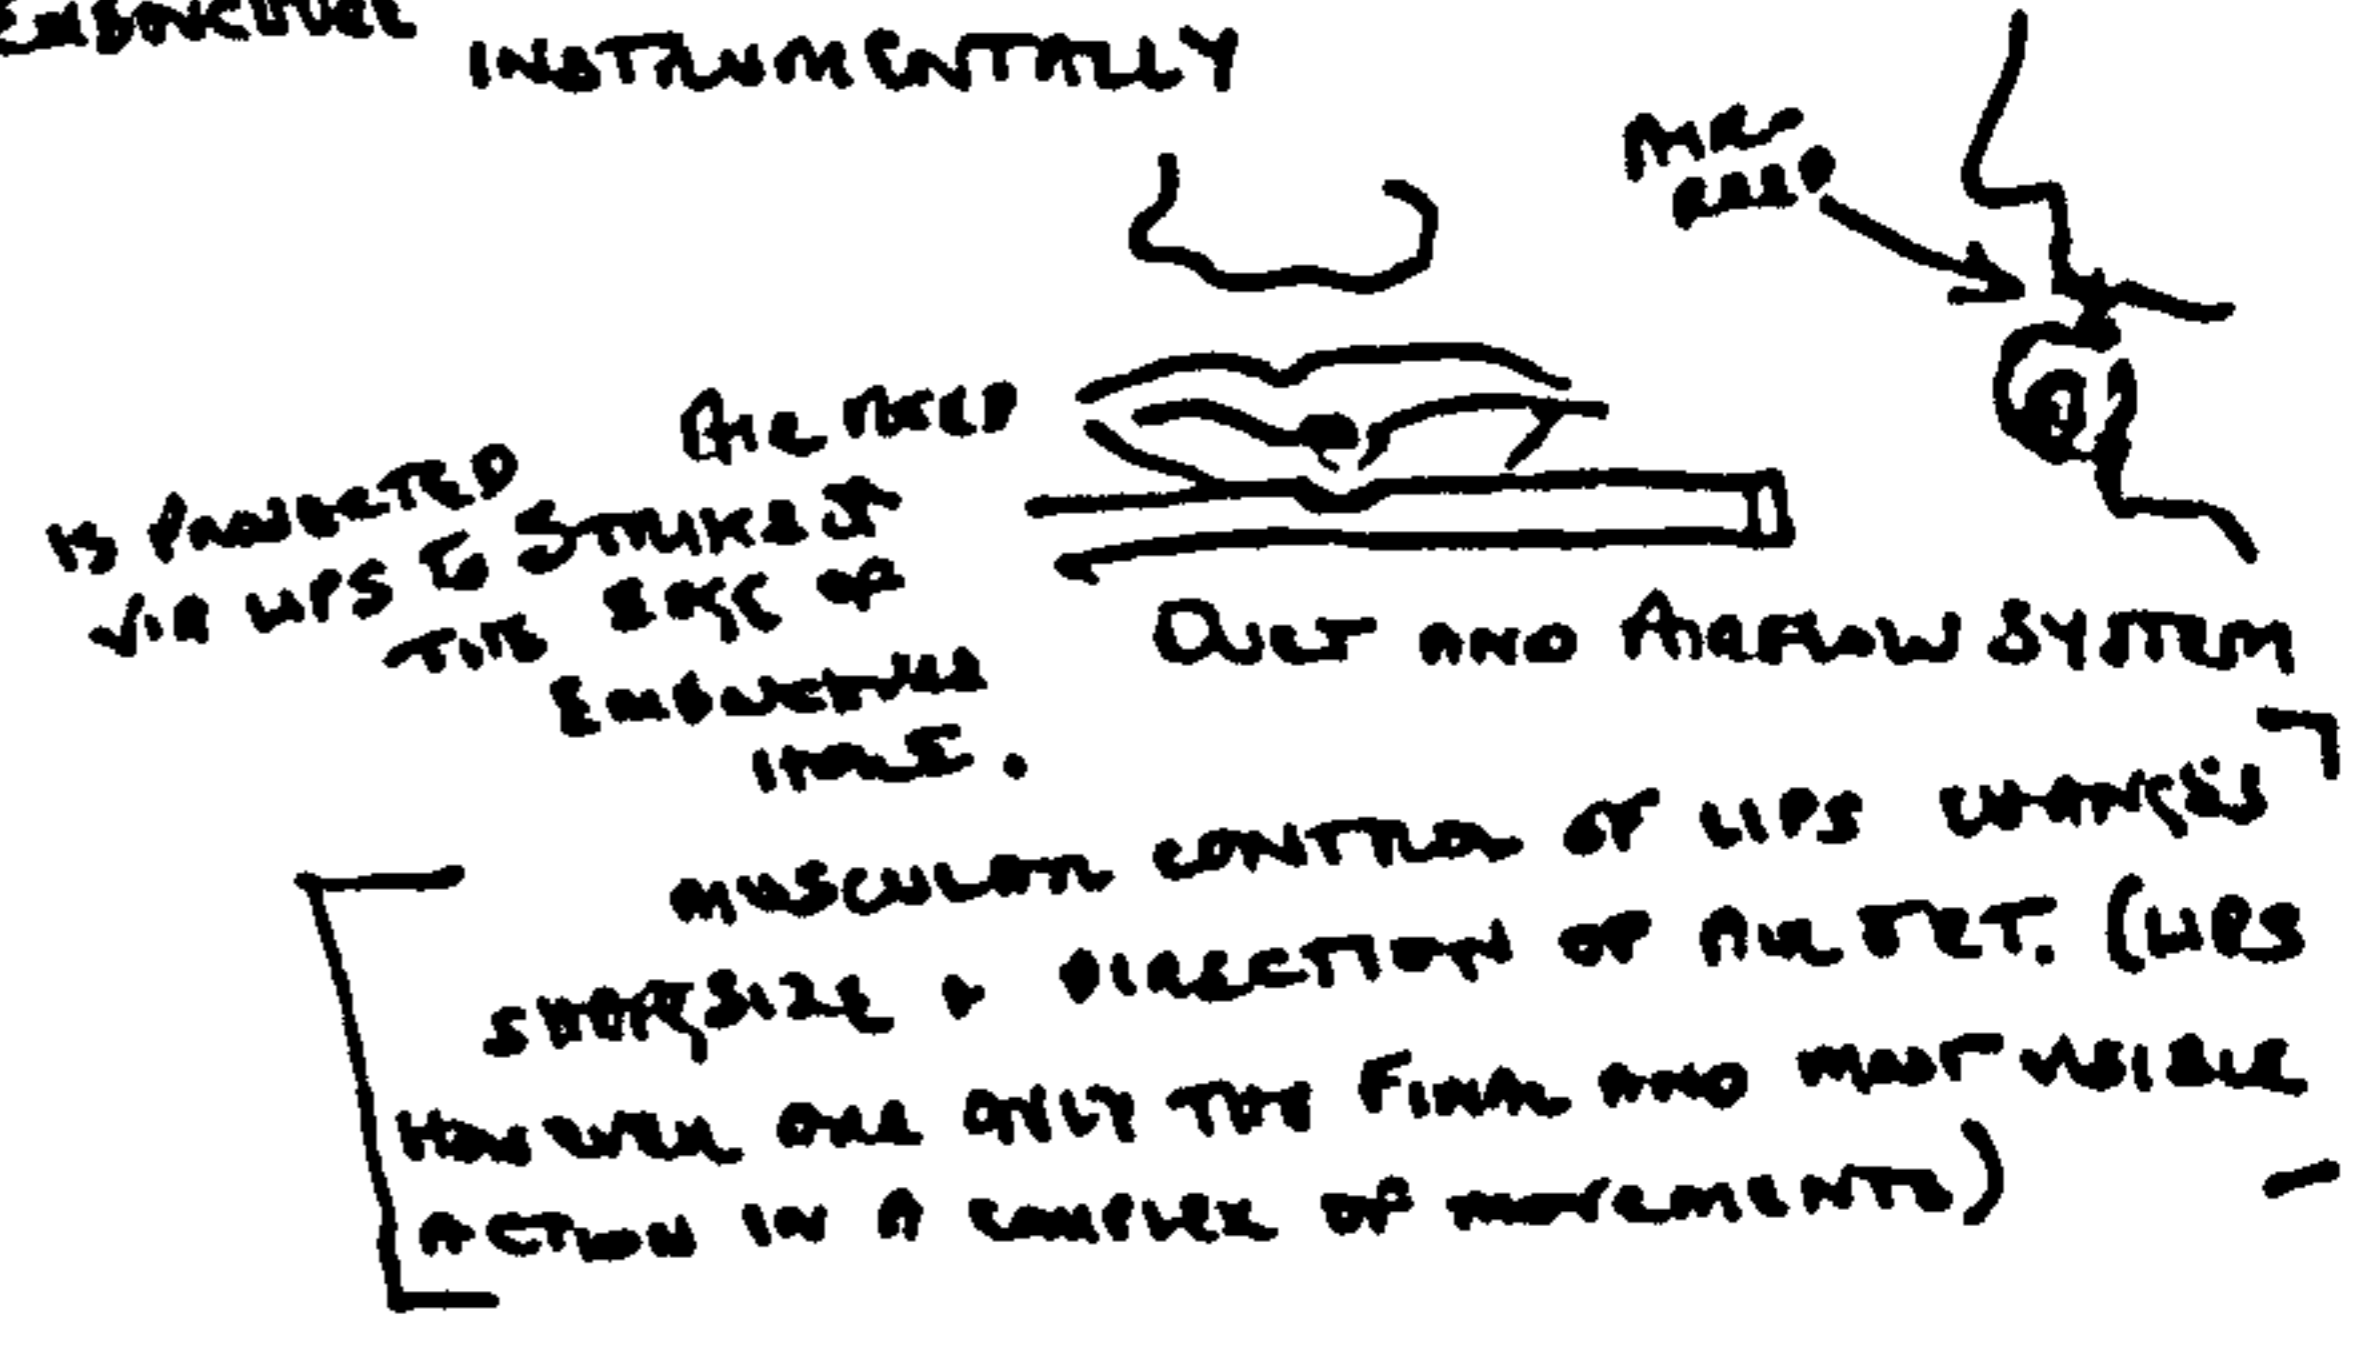 EMBOUCHURE
INSTRUMENTALLY
AIR
REED
AIR REED
IS PROJECTED
VIA LIPS TO STRIKE IT
THE EDGE OF
EMBOUCHURE
HOLE.
DUCT AND AIRFLOW SYSTEM
MUSCULAR CONTROL OF LIPS CHANGES
SHAPE, SIZE & DIRECTION OF AIR JET. (LIPS
HOWEVER ARE ONLY THE FINAL AND MOST VISIBLE
ACTION IN A COMPLEX OF MOVEMENTS)